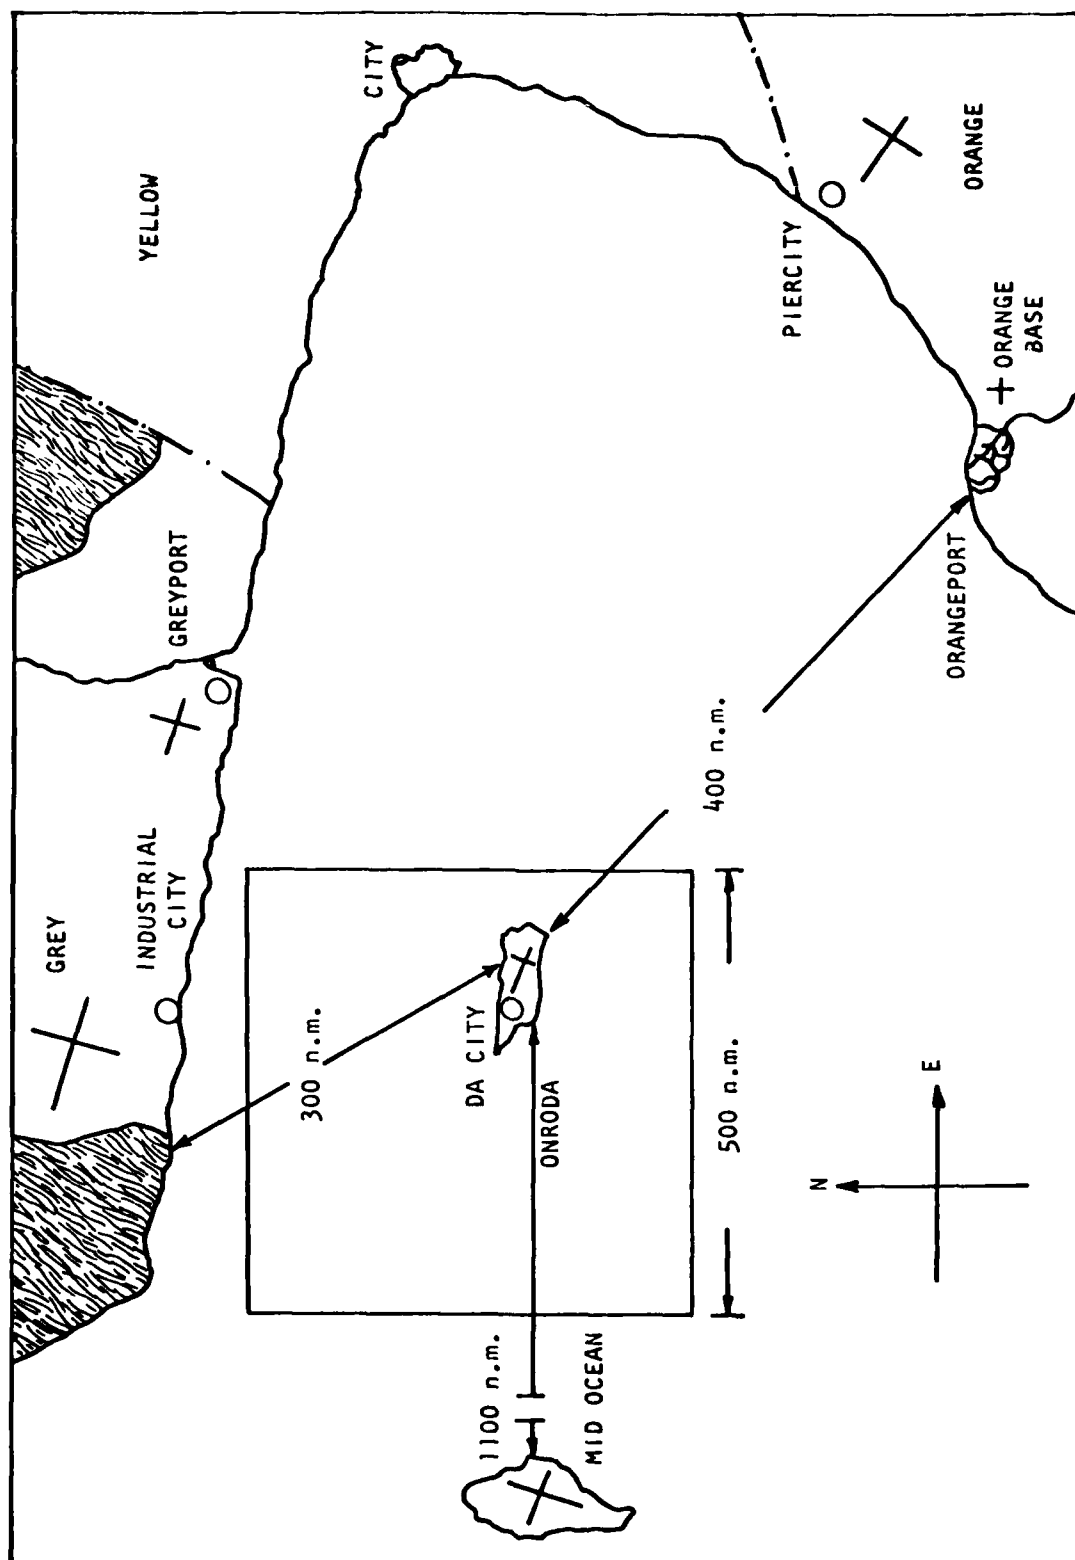 YELLOW
CITY
GREY
INDUSTRIAL
CITY
GREYPORT
300 n.m.
DA CITY
ONRODA
1100 n.m.
MID OCEAN
400 n.m.
500 n.m.
PIERCITY
ORANGE
ORANGE
BASE
ORANGEPORT
N
E